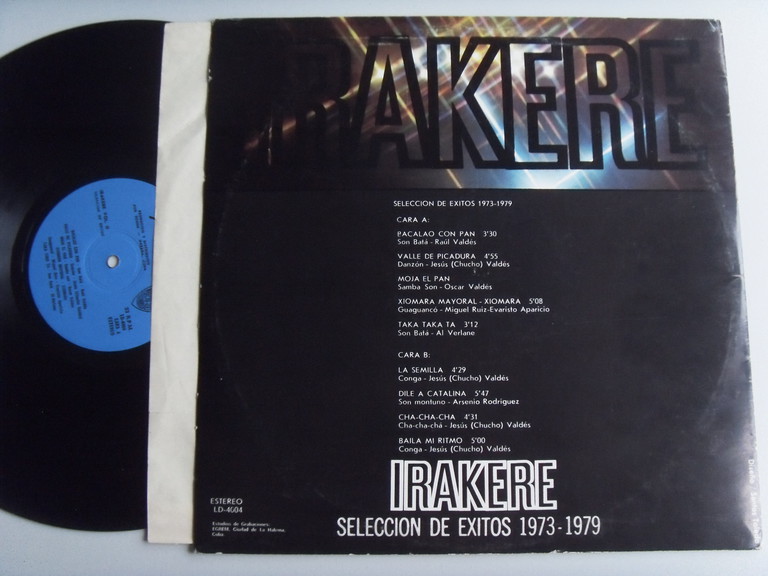 IRAKERE
SELECCION DE EXITOS 1973-1979
CARA A:
BACALAO CON PAN 3'30
Son Batá - Raúl Valdés
VALLE DE PICADURA 4'55
Danzón - Jesús (Chucho) Valdés
MOJA EL PAN
Samba Son - Oscar Valdés
XIOMARA MAYORAL - XIOMARA 5'08
Guaguancó - Miguel Ruiz-Evaristo Aparicio
TAKA TAKA TA 3'12
Son Batá - Al Verlane
CARA B:
LA SEMILLA 4'29
Conga - Jesús (Chucho) Valdés
DILE A CATALINA 5'47
Son montuno - Arsenio Rodríguez
CHA-CHA-CHA 4'31
Cha-cha-chá - Jesús (Chucho) Valdés
BAILA MI RITMO 5'00
Conga - Jesús (Chucho) Valdés
IRAKERE
SELECCION DE EXITOS 1973-1979
ESTEREO
LD-4004
Estudios de Grabaciones:
EGREM, Ciudad de La Habana,
Cuba